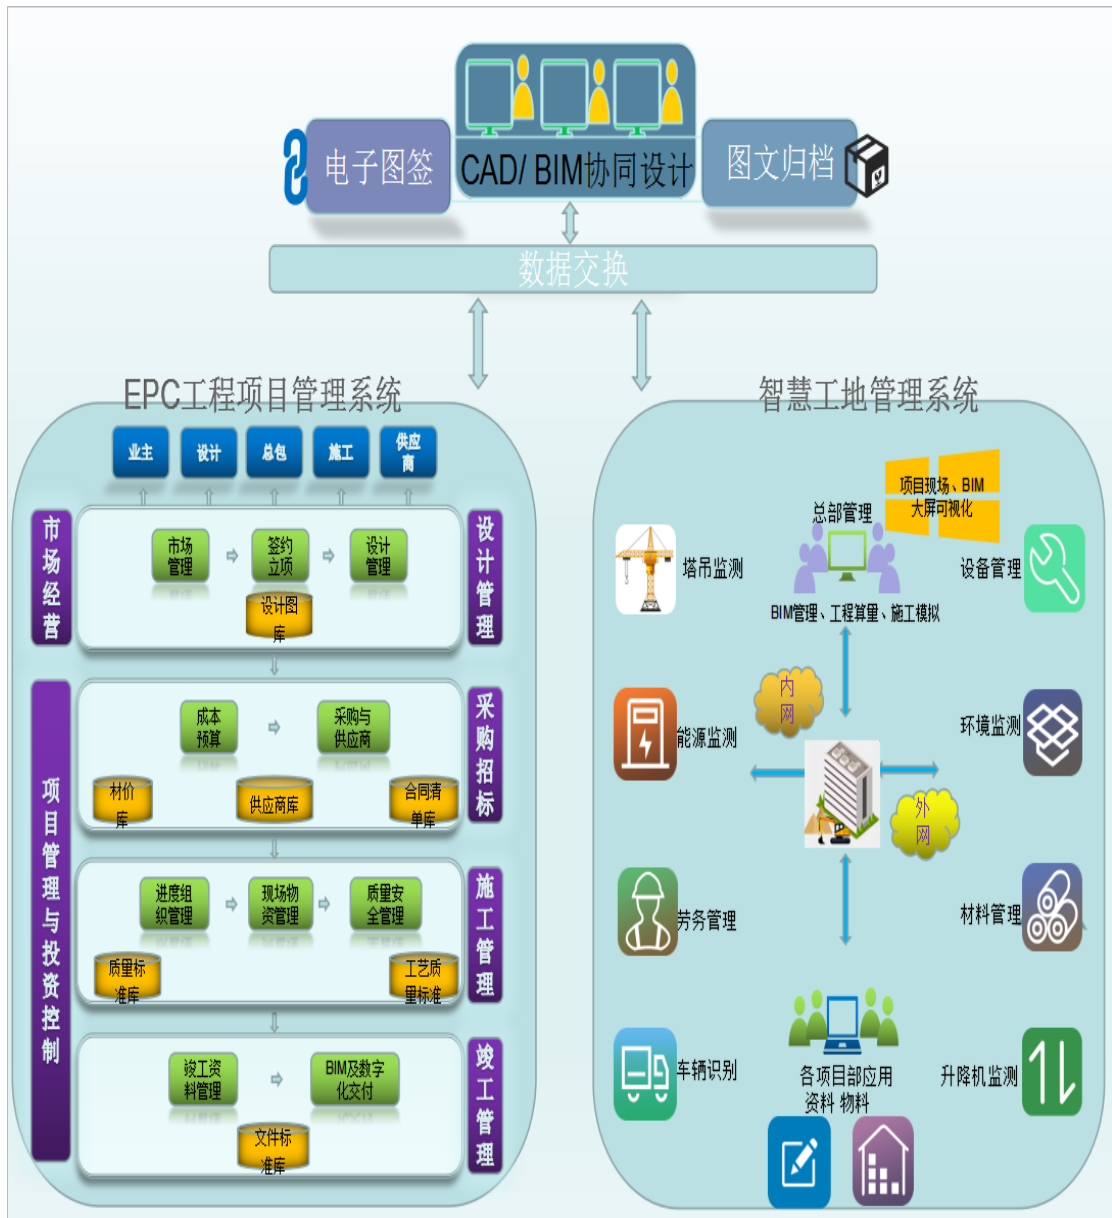 电子图签
CAD/ BIM协同设计
图文归档
数据交换
EPC工程项目管理系统
业主
设计
总包
施工
供应
商
市场经营
市场
管理
签约
立项
设计
管理
设计图
库
设计管理
项目管理与投资控制
成本
预算
采购与
供应商
材价
库
供应商库
合同清
单库
采购招标
进度组
织管理
现场物
资管理
质量安
全管理
质量标
准库
工艺质
量标准
施工管理
竣工资
料管理
BIM及数字
化交付
文件标
准库
竣工管理
智慧工地管理系统
项目现场、BIM
大屏可视化
总部管理
塔吊监测
设备管理
BIM管理、工程算量、施工模拟
内
网
能源监测
环境监测
外
网
劳务管理
材料管理
车辆识别
各项目部应用
资料 物料
升降机监测